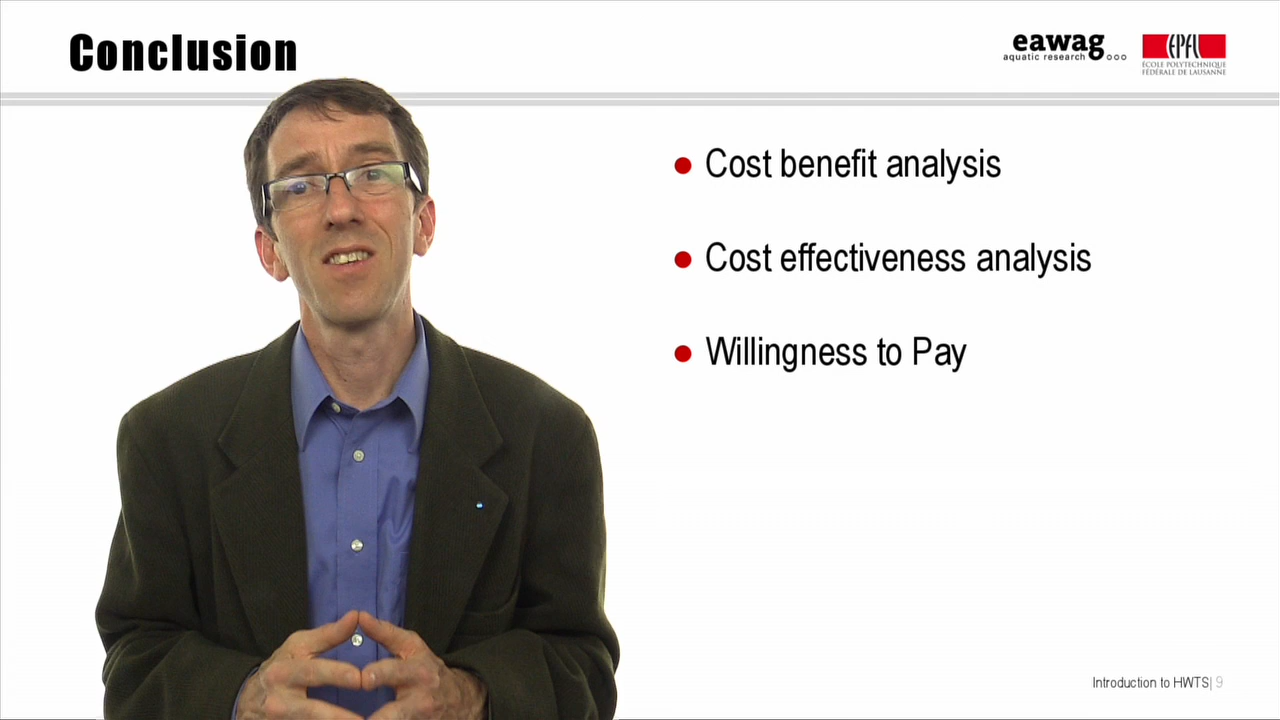 Conclusion
eawag
aquatic research
EPFL
ÉCOLE POLYTECHNIQUE
FÉDÉRALE DE LAUSANNE
Cost benefit analysis
Cost effectiveness analysis
Willingness to Pay
Introduction to HWTS| 9